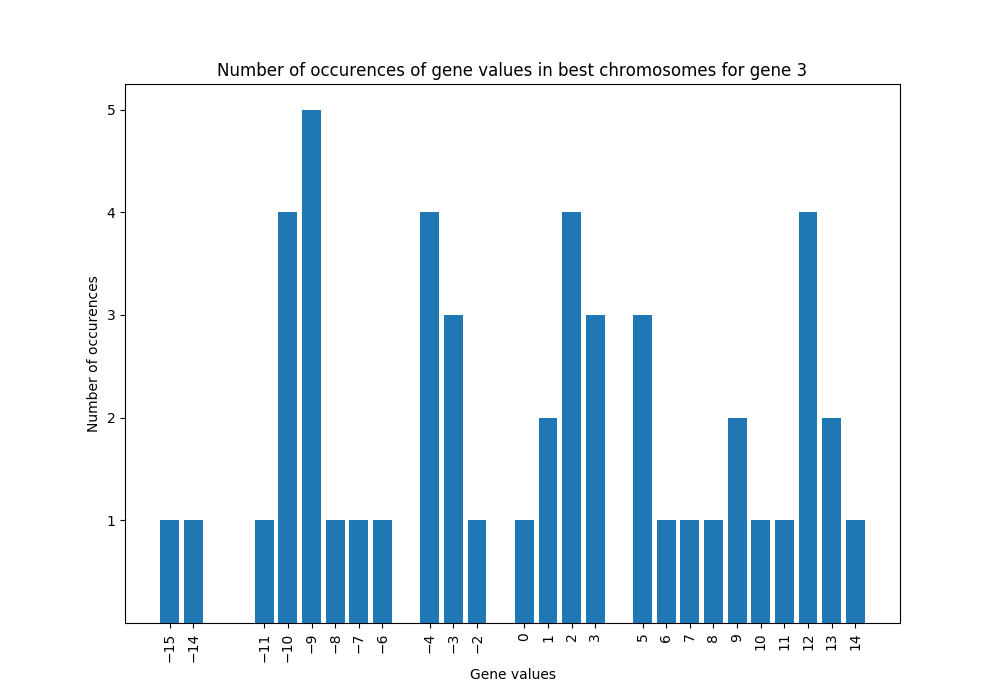 Number of occurences of gene values in best chromosomes for gene 3
Number of occurences
5
4
3
2
1
−15 −14 −11 −10 −9 −8 −7 −6 −4 −3 −2 0 1 2 3 5 6 7 8 9 10 11 12 13 14
Gene values